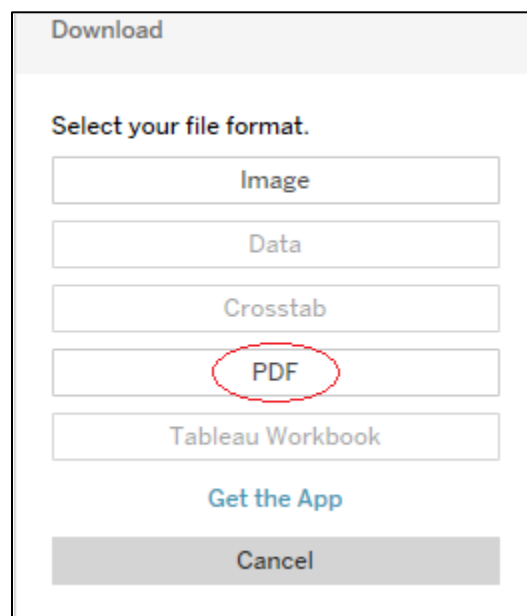 Download
Select your file format.
Image
Data
Crosstab
PDF
Tableau Workbook
Get the App
Cancel